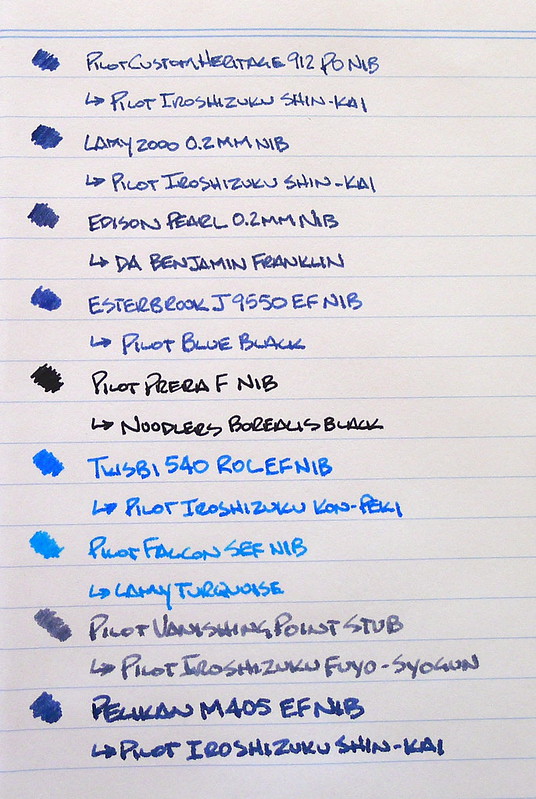 Pilot Custom Heritage 912 PO Nib
↳ Pilot Iroshizuku Shin-Kai
Lamy 2000 0.2mm Nib
↳ Pilot Iroshizuku Shin-Kai
Edison Pearl 0.2mm Nib
↳ DA Benjamin Franklin
Esterbrook J 9550 EF Nib
↳ Pilot Blue Black
Pilot Prera F Nib
↳ Noodlers Borealis Black
Twsbi 540 ROL EF Nib
↳ Pilot Iroshizuku Kon-Peki
Pilot Falcon SEF Nib
↳ Lamy Turquoise
Pilot Vanishing Point Stub
↳ Pilot Iroshizuku Fuyo-Syogun
Pelikan M405 EF Nib
↳ Pilot Iroshizuku Shin-Kai